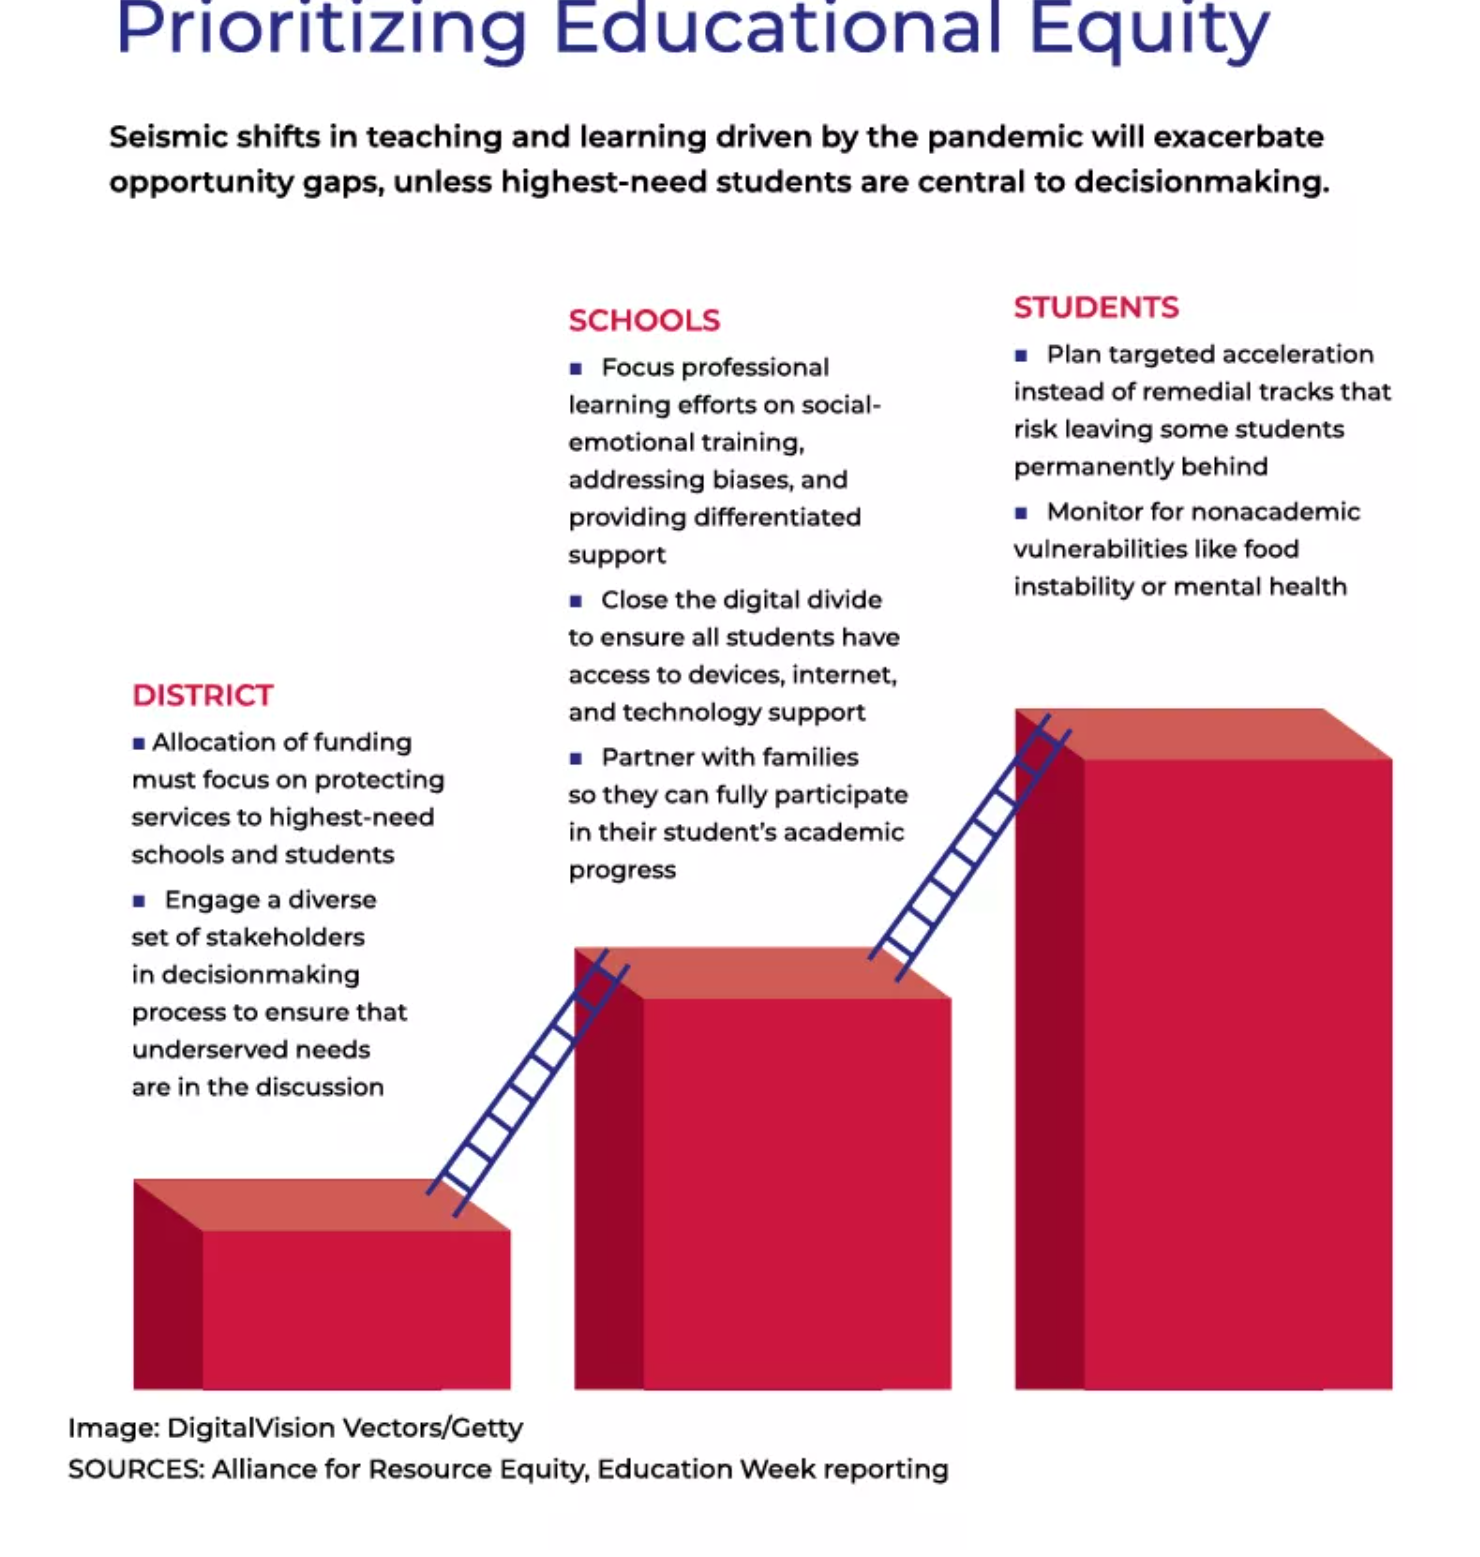 Prioritizing Educational Equity
Seismic shifts in teaching and learning driven by the pandemic will exacerbate
opportunity gaps, unless highest-need students are central to decisionmaking.
DISTRICT
■ Allocation of funding
must focus on protecting
services to highest-need
schools and students
■ Engage a diverse
set of stakeholders
in decisionmaking
process to ensure that
underserved needs
are in the discussion
SCHOOLS
■ Focus professional
learning efforts on social-
emotional training,
addressing biases, and
providing differentiated
support
■ Close the digital divide
to ensure all students have
access to devices, internet,
and technology support
■ Partner with families
so they can fully participate
in their student’s academic
progress
STUDENTS
■ Plan targeted acceleration
instead of remedial tracks that
risk leaving some students
permanently behind
■ Monitor for nonacademic
vulnerabilities like food
instability or mental health
Image: DigitalVision Vectors/Getty
SOURCES: Alliance for Resource Equity, Education Week reporting